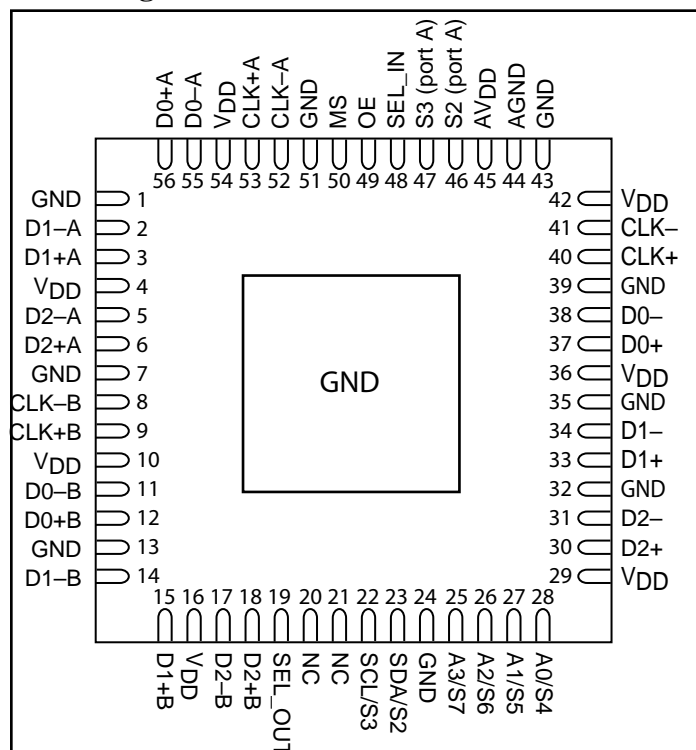 D0+A
D0–A
VDD
CLK+A
CLK–A
GND
MS
OE
SEL_IN
S3 (port A)
S2 (port A)
AVDD
AGND
GND
56 55 54 53 52 51 50 49 48 47 46 45 44 43
GND 1
D1–A 2
D1+A 3
VDD 4
D2–A 5
D2+A 6
GND 7
CLK–B 8
CLK+B 9
VDD 10
D0–B 11
D0+B 12
GND 13
D1–B 14
GND
42 VDD
41 CLK–
40 CLK+
39 GND
38 D0–
37 D0+
36 VDD
35 GND
34 D1–
33 D1+
32 GND
31 D2–
30 D2+
29 VDD
15 16 17 18 19 20 21 22 23 24 25 26 27 28
D1+B
VDD
D2–B
D2+B
SEL_OUT
NC
NC
SCL/S3
SDA/S2
GND
A3/S7
A2/S6
A1/S5
A0/S4